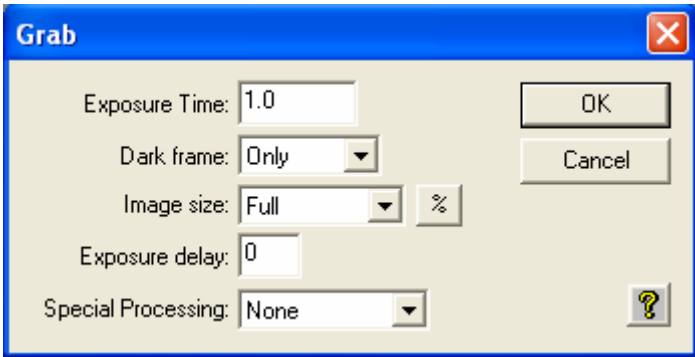 Grab
Exposure Time: 1.0
OK
Dark frame: Only
Cancel
Image size: Full %
Exposure delay: 0
Special Processing: None ?